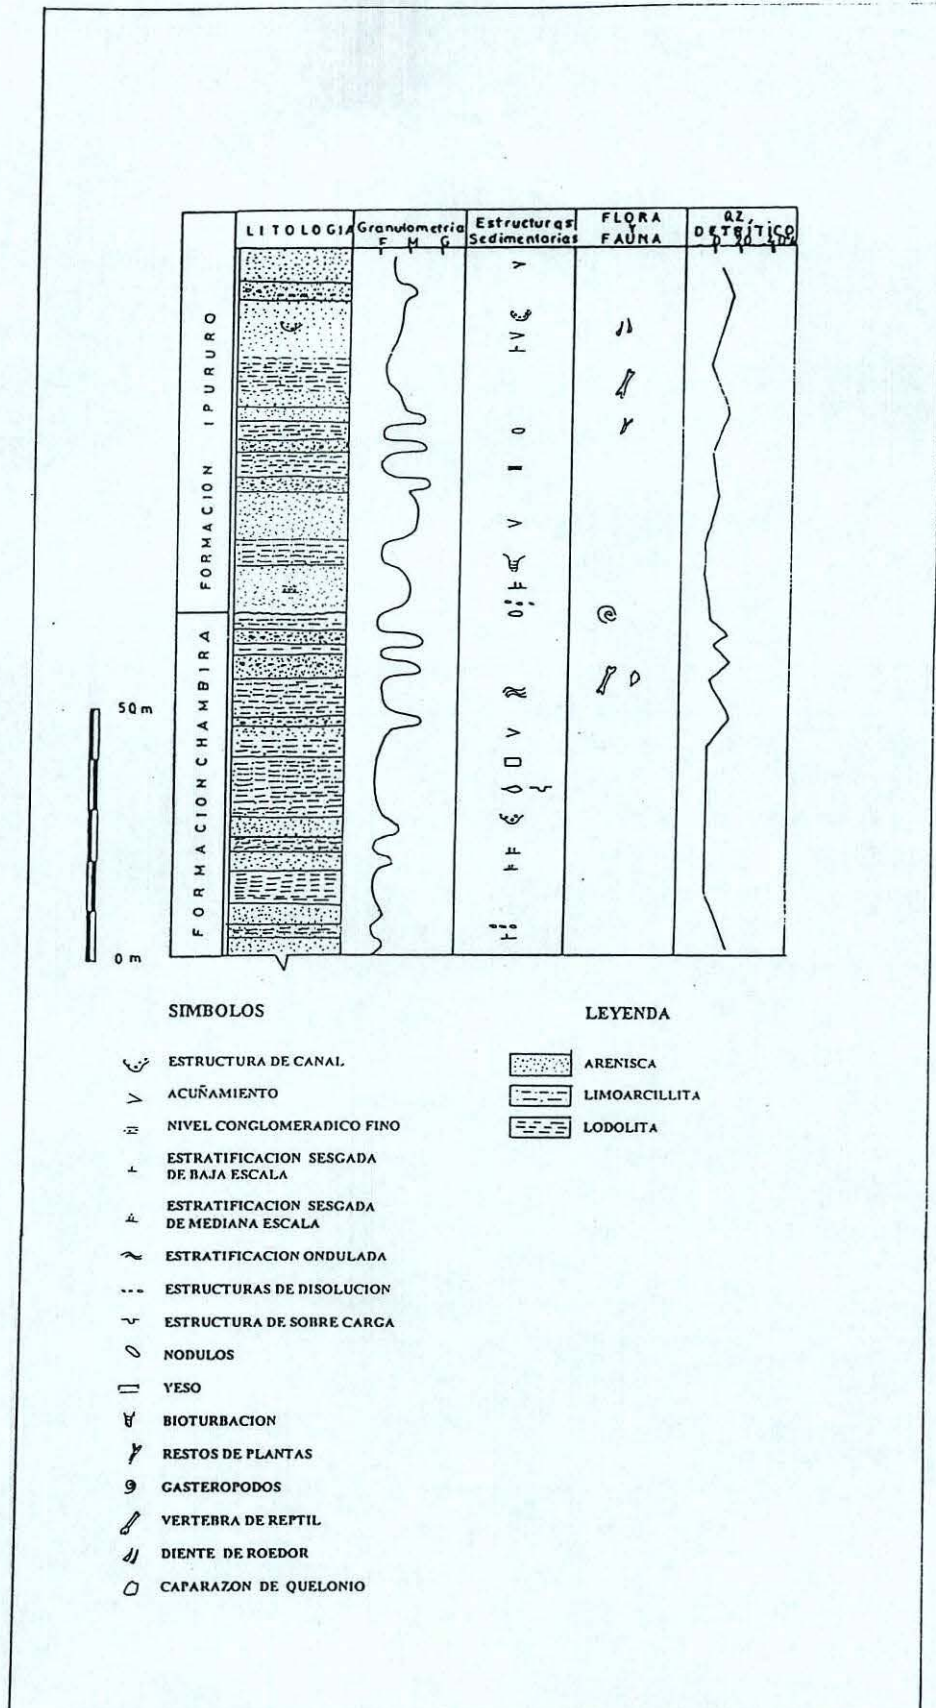 LITOLOGIA
Granulometria
F M G
Estructuras
Sedimentarias
FLORA
Y
FAUNA
QZ,
DETRÍTICO
FORMACION IPURURO
FORMACION CHAMBIRA
50 m
0 m
SIMBOLOS
ESTRUCTURA DE CANAL
ACUÑAMIENTO
NIVEL CONGLOMERADICO FINO
ESTRATIFICACION SESGADA
DE BAJA ESCALA
ESTRATIFICACION SESGADA
DE MEDIANA ESCALA
ESTRATIFICACION ONDULADA
ESTRUCTURAS DE DISOLUCION
ESTRUCTURA DE SOBRE CARGA
NODULOS
YESO
BIOTURBACION
RESTOS DE PLANTAS
GASTEROPODOS
VERTEBRA DE REPTIL
DIENTE DE ROEDOR
CAPARAZON DE QUELONIO
LEYENDA
ARENISCA
LIMOARCILLITA
LODOLITA